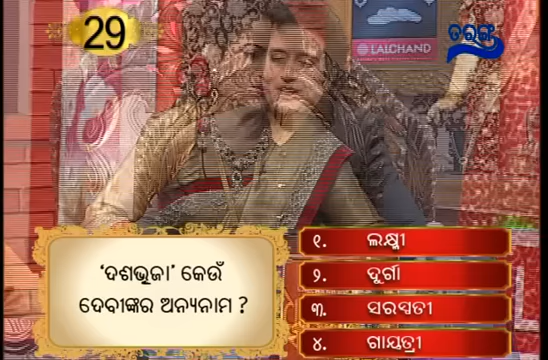 29
LALCHAND
ତରଙ୍ଗ
'ଦଶଭୂଜା' କେଉଁ
ଦେବୀଙ୍କର ଅନ୍ୟନାମ ?
୧. ଲକ୍ଷ୍ମୀ
୨. ଦୁର୍ଗା
୩. ସରସ୍ୱତୀ
୪. ଗାୟତ୍ରୀ